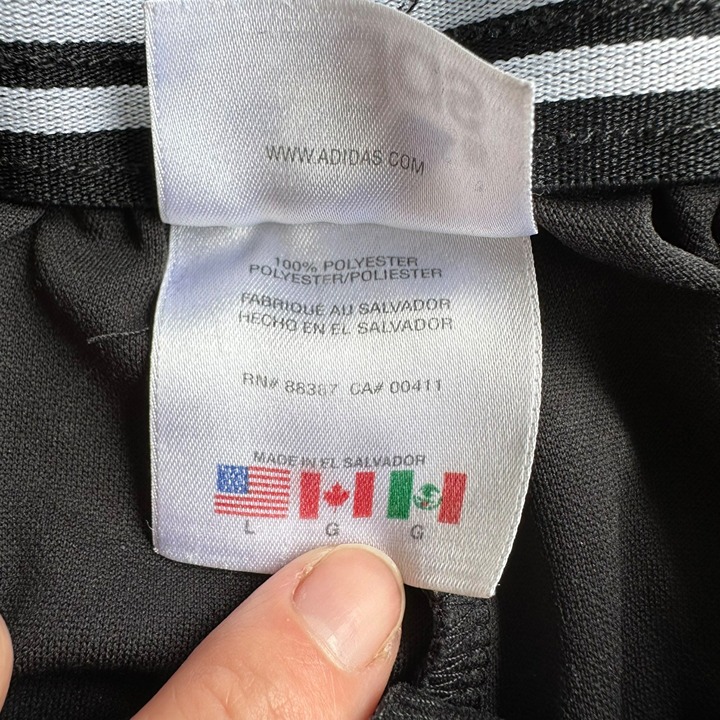 WWW.ADIDAS.COM
100% POLYESTER
POLYESTER/POLIESTER
FABRIQUÉ AU SALVADOR
HECHO EN EL SALVADOR
RN# 88387 CA# 00411
MADE IN EL SALVADOR
L G G